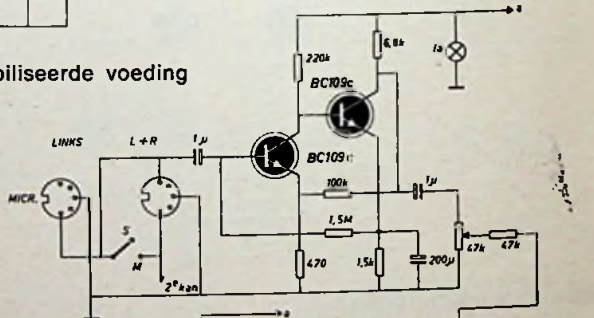 a
6,8k
La
220k
biliseerde voeding
BC109c
LINKS
L+R
1µ
BC109c
MICR.
100k
1µ
S
1,5M
M
47k
47k
2e kan
470
1,5k
200µ
a